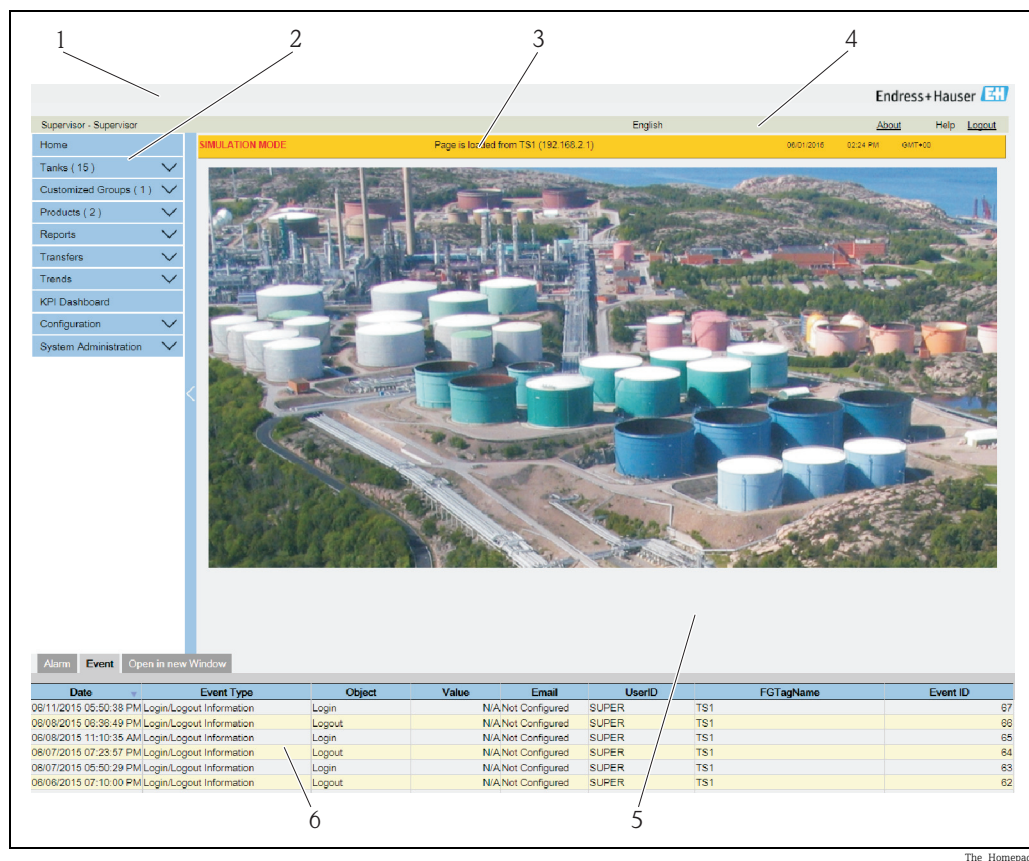 1 2 3 4
Endress+Hauser EH
Supervisor - Supervisor English About Help Logout
Home
Tanks ( 15 )
Customized Groups ( 1 )
Products ( 2 )
Reports
Transfers
Trends
KPI Dashboard
Configuration
System Administration
SIMULATION MODE Page is loaded from TS1 (192.168.2.1) 06/01/2016 02:24 PM GMT+00
Alarm Event Open in new Window
Date Event Type Object Value Email UserID FGTagName Event ID
06/11/2015 05:50:38 PM Login/Logout Information Login N/A Not Configured SUPER TS1 67
06/08/2015 06:36:49 PM Login/Logout Information Logout N/A Not Configured SUPER TS1 66
06/08/2015 11:10:35 AM Login/Logout Information Login N/A Not Configured SUPER TS1 65
06/07/2015 07:23:57 PM Login/Logout Information Logout N/A Not Configured SUPER TS1 64
06/07/2015 05:50:29 PM Login/Logout Information Login N/A Not Configured SUPER TS1 63
06/06/2015 07:10:00 PM Login/Logout Information Logout N/A Not Configured SUPER TS1 62
6 5
The_Homepag